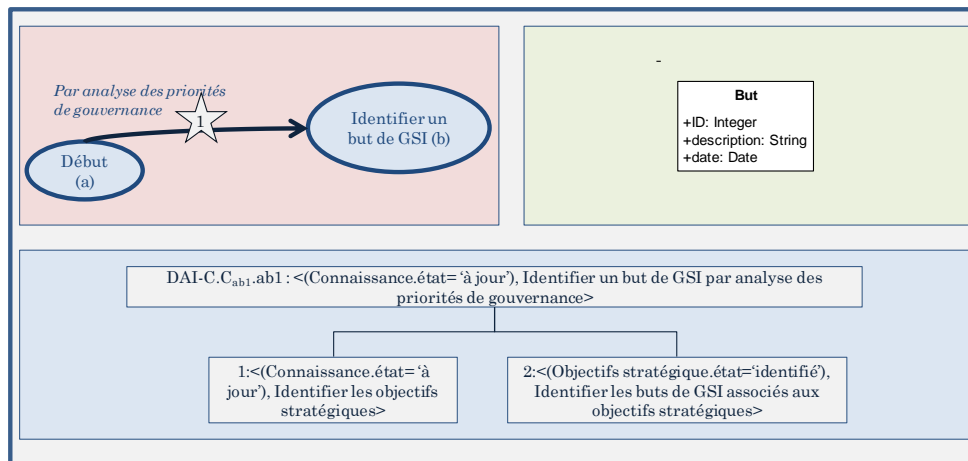 Par analyse des priorités
de gouvernance
1
Identifier un
but de GSI (b)
Début
(a)
-
But
+ID: Integer
+description: String
+date: Date
DAI-C.Cab1.ab1 : <(Connaissance.état= ‘à jour’), Identifier un but de GSI par analyse des
priorités de gouvernance>
1:<(Connaissance.état= ‘à
jour’), Identifier les objectifs
stratégiques>
2:<(Objectifs stratégique.état=‘identifié’),
Identifier les buts de GSI associés aux
objectifs stratégiques>